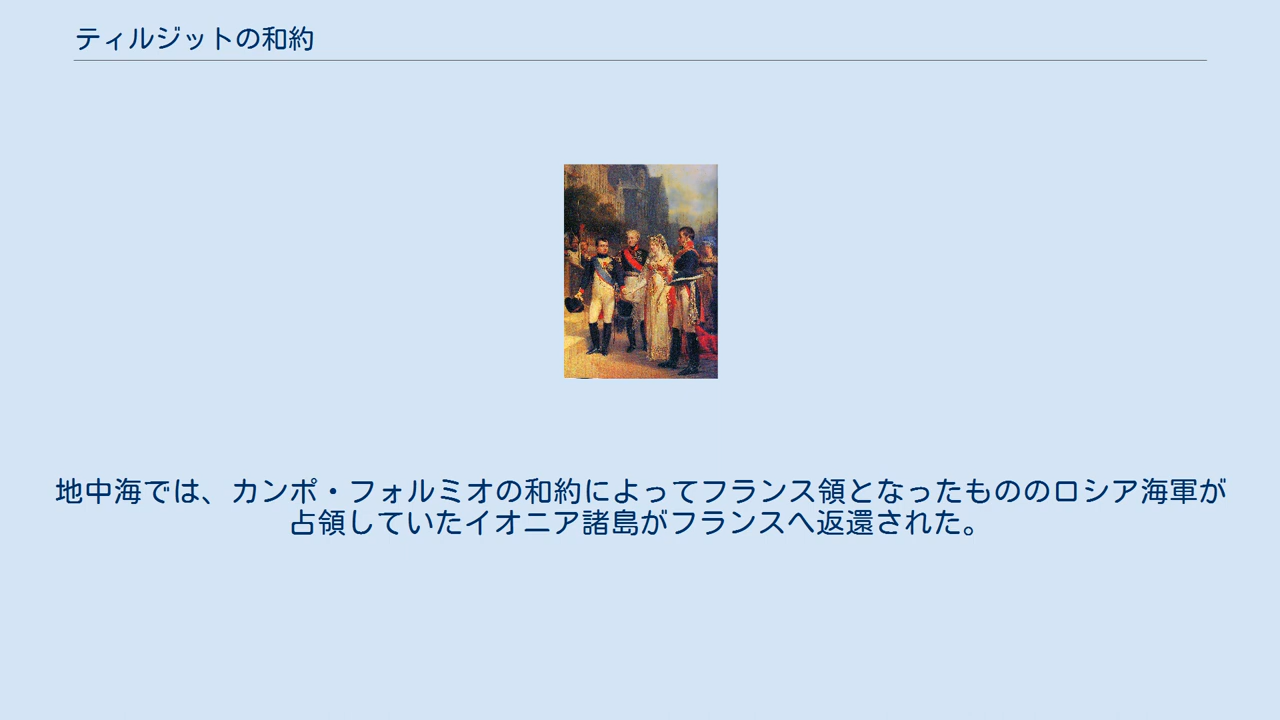 ティルジットの和約
地中海では、カンポ・フォルミオの和約によってフランス領となったもののロシア海軍が
占領していたイオニア諸島がフランスへ返還された。